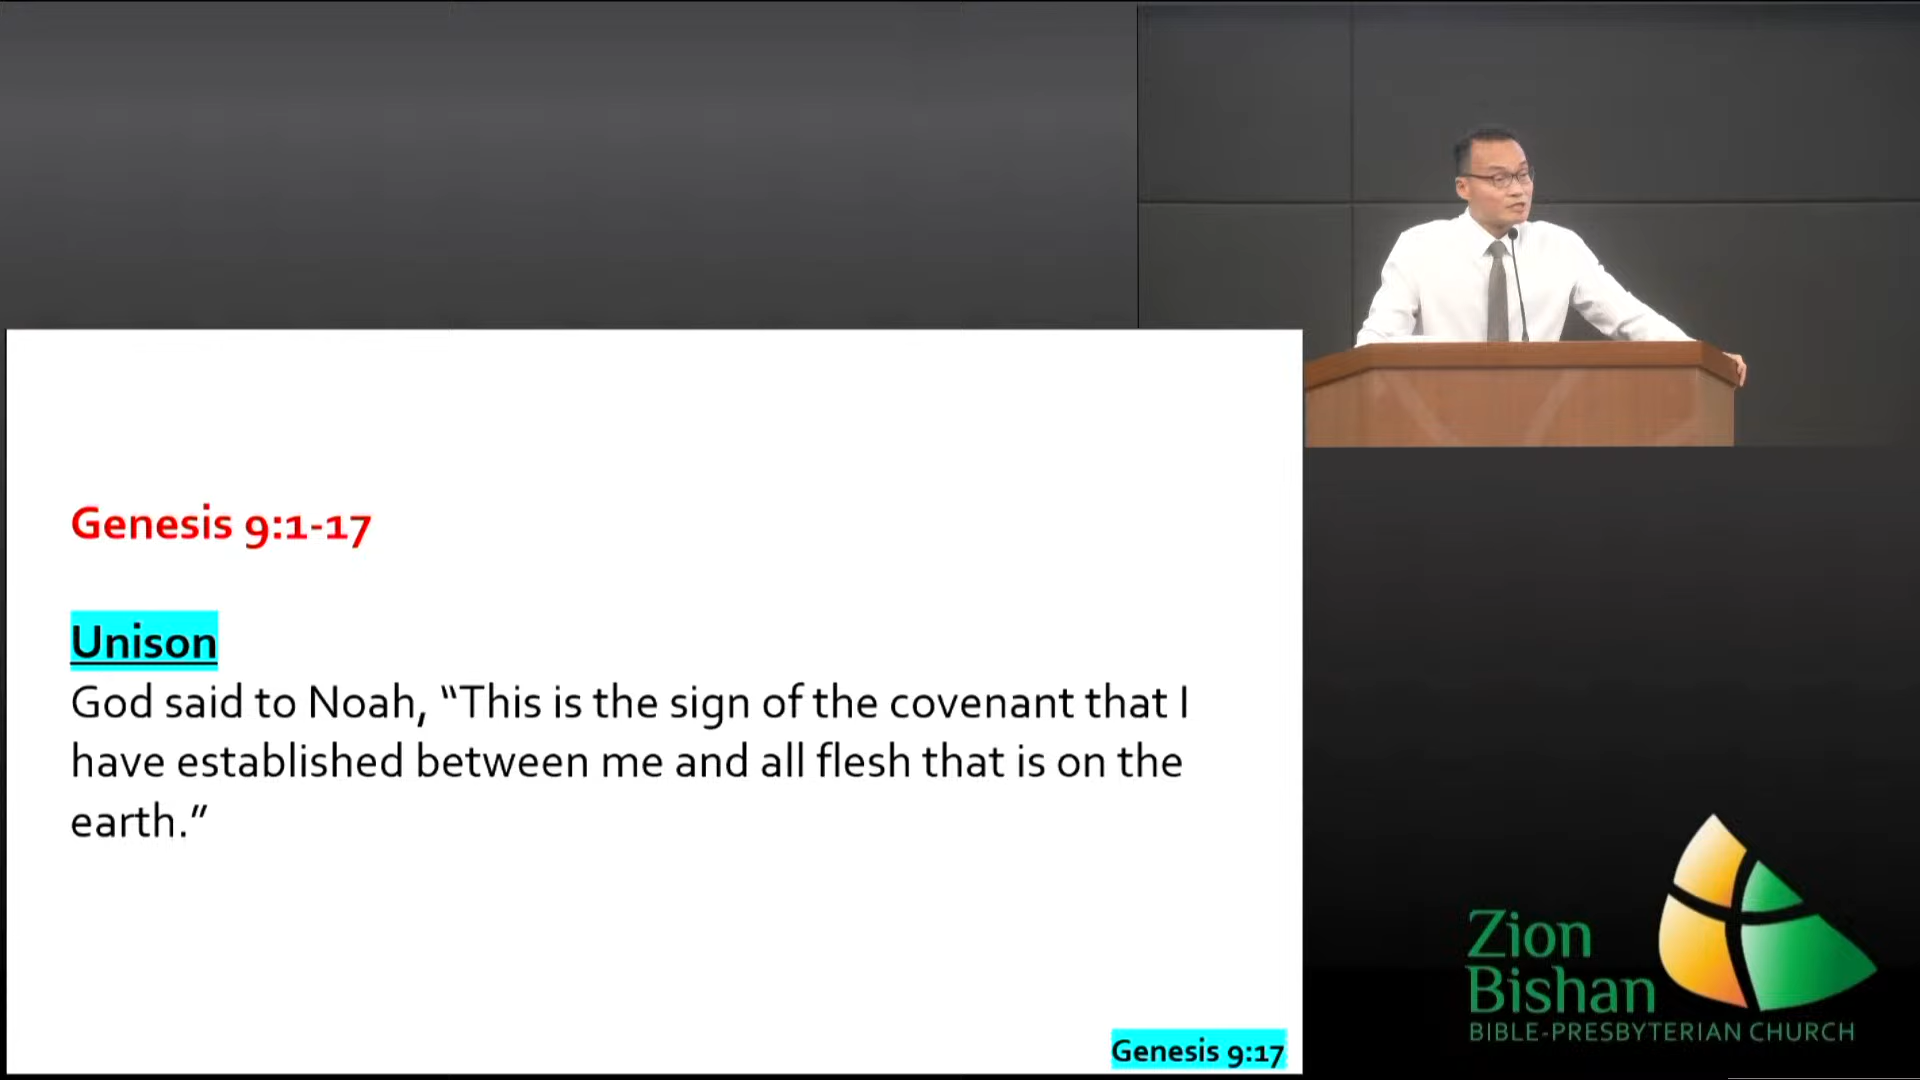 Genesis 9:1-17
Unison
God said to Noah, “This is the sign of the covenant that I
have established between me and all flesh that is on the
earth.”
Genesis 9:17
Zion
Bishan
BIBLE-PRESBYTERIAN CHURCH